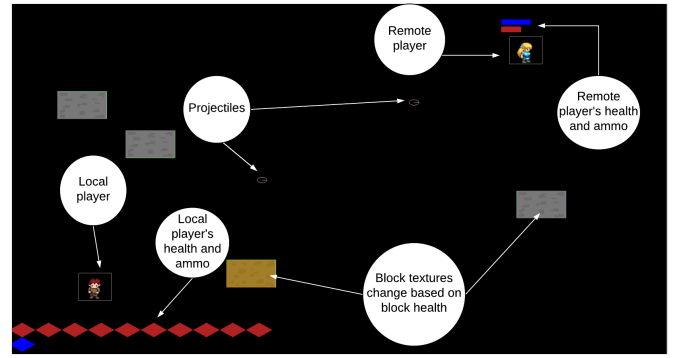 Remote
player
Projectiles
Remote
player's health
and ammo
Local
player
Local
player's
health and
ammo
Block textures
change based on
block health